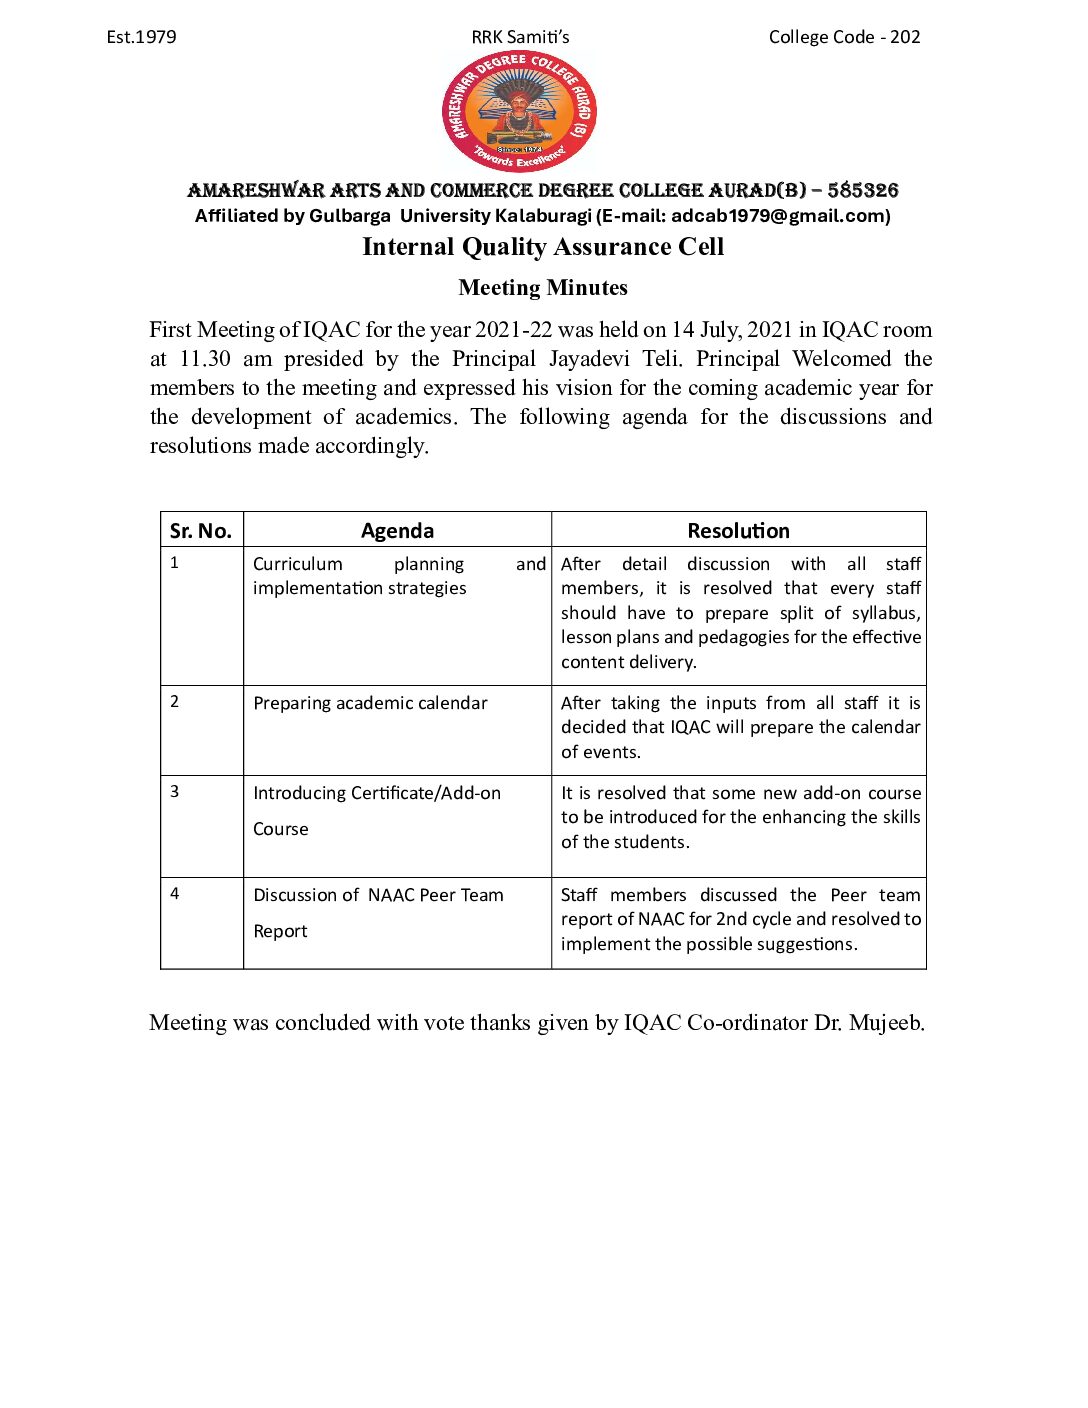 Est.1979 RRK Samiti's College Code - 202
AMARESHWAR DEGREE COLLEGE AURAD (B)
'Towards Excellence'
AMARESHWAR ARTS AND COMMERCE DEGREE COLLEGE AURAD(B) – 585326
Affiliated by Gulbarga University Kalaburagi (E-mail: adcab1979@gmail.com)
Internal Quality Assurance Cell
Meeting Minutes
First Meeting of IQAC for the year 2021-22 was held on 14 July, 2021 in IQAC room
at 11.30 am presided by the Principal Jayadevi Teli. Principal Welcomed the
members to the meeting and expressed his vision for the coming academic year for
the development of academics. The following agenda for the discussions and
resolutions made accordingly.
Sr. No. Agenda Resolution
1 Curriculum planning and After detail discussion with all staff
implementation strategies members, it is resolved that every staff
should have to prepare split of syllabus,
lesson plans and pedagogies for the effective
content delivery.
2 Preparing academic calendar After taking the inputs from all staff it is
decided that IQAC will prepare the calendar
of events.
3 Introducing Certificate/Add-on It is resolved that some new add-on course
to be introduced for the enhancing the skills
Course
of the students.
4 Discussion of NAAC Peer Team Staff members discussed the Peer team
report of NAAC for 2nd cycle and resolved to
Report
implement the possible suggestions.
Meeting was concluded with vote thanks given by IQAC Co-ordinator Dr. Mujeeb.